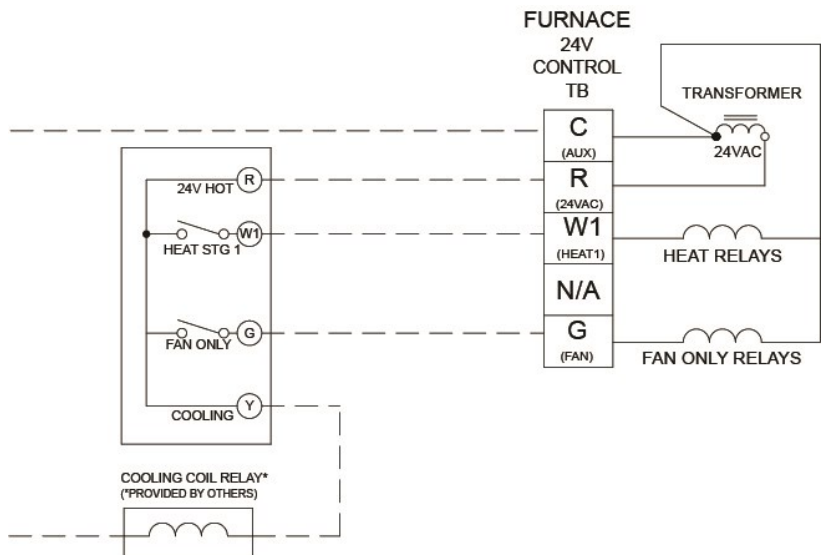 FURNACE
24V
CONTROL
TB
TRANSFORMER
C
(AUX)
24VAC
R
(24VAC)
24V HOT
R
W1
(HEAT1)
HEAT STG 1
W1
HEAT RELAYS
N/A
G
(FAN)
FAN ONLY
G
FAN ONLY RELAYS
COOLING
Y
COOLING COIL RELAY*
(*PROVIDED BY OTHERS)